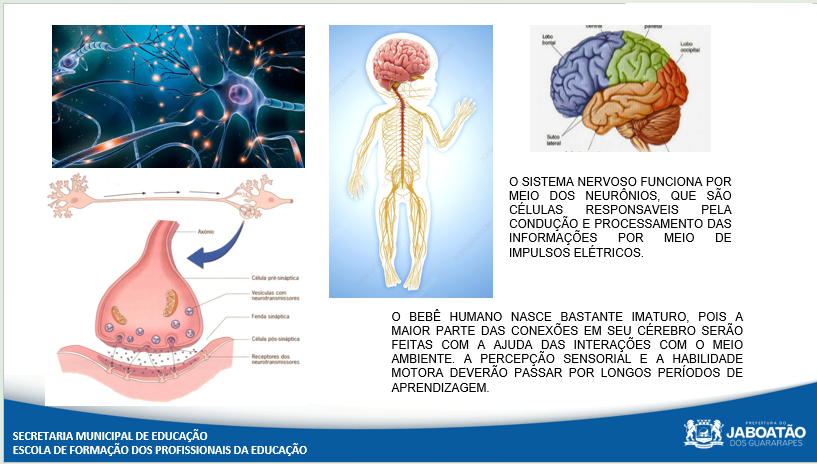 central
parietal
Lobo
frontal
Lobo
occipital
Sulco
lateral
O SISTEMA NERVOSO FUNCIONA POR
MEIO DOS NEURÔNIOS, QUE SÃO
CÉLULAS RESPONSAVEIS PELA
CONDUÇÃO E PROCESSAMENTO DAS
INFORMAÇÕES POR MEIO DE
IMPULSOS ELÉTRICOS.
Axônio
Célula pré-sináptica
Vesículas com
neurotransmissores
Fenda sináptica
Célula pós-sináptica
Receptores dos
neurotransmissores
O BEBÊ HUMANO NASCE BASTANTE IMATURO, POIS A
MAIOR PARTE DAS CONEXÕES EM SEU CÉREBRO SERÃO
FEITAS COM A AJUDA DAS INTERAÇÕES COM O MEIO
AMBIENTE. A PERCEPÇÃO SENSORIAL E A HABILIDADE
MOTORA DEVERÃO PASSAR POR LONGOS PERÍODOS DE
APRENDIZAGEM.
SECRETARIA MUNICIPAL DE EDUCAÇÃO
ESCOLA DE FORMAÇÃO DOS PROFISSIONAIS DA EDUCAÇÃO
PREFEITURA DO
JABOATÃO
DOS GUARARAPES